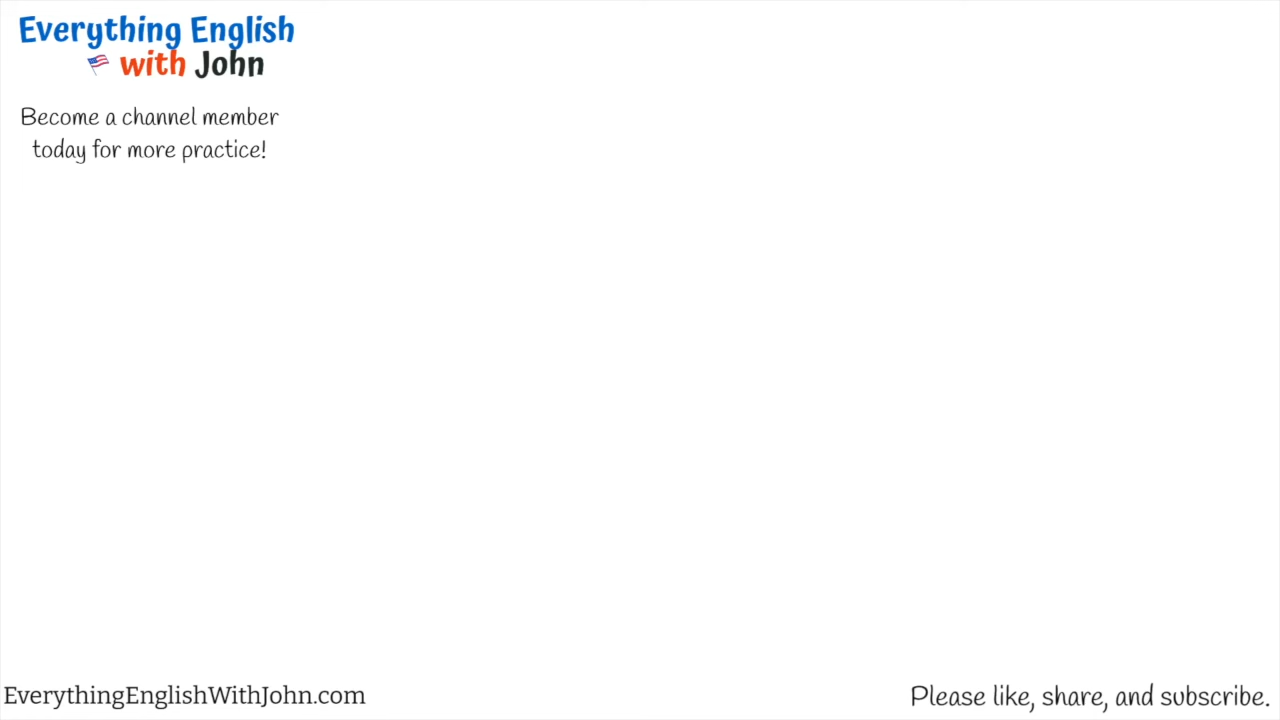 Everything English
with John
Become a channel member
today for more practice!
EverythingEnglishWithJohn.com
Please like, share, and subscribe.